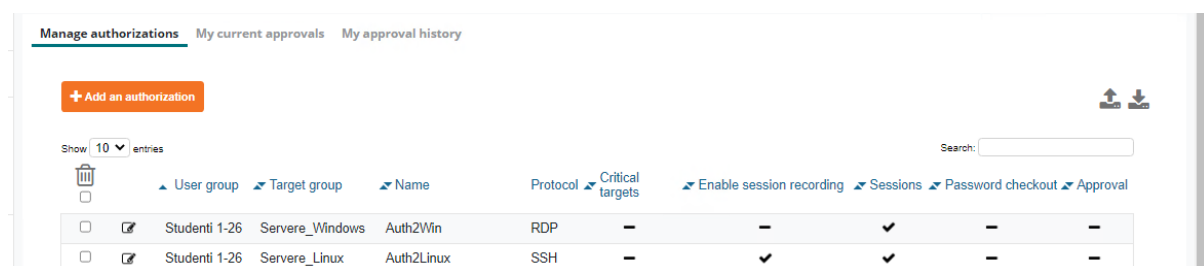 Manage authorizations My current approvals My approval history
+ Add an authorization
Show 10 entries Search:
User group Target group Name Protocol Critical targets Enable session recording Sessions Password checkout Approval
Studenti 1-26 Servere_Windows Auth2Win RDP
Studenti 1-26 Servere_Linux Auth2Linux SSH